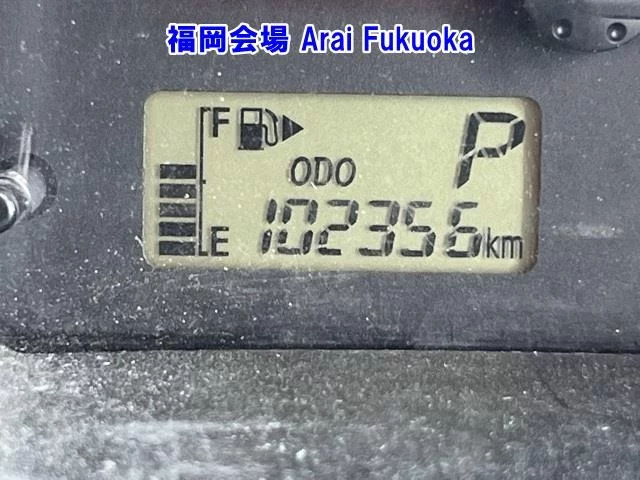 福岡会場 Arai Fukuoka
F P
ODO
E 102356 km